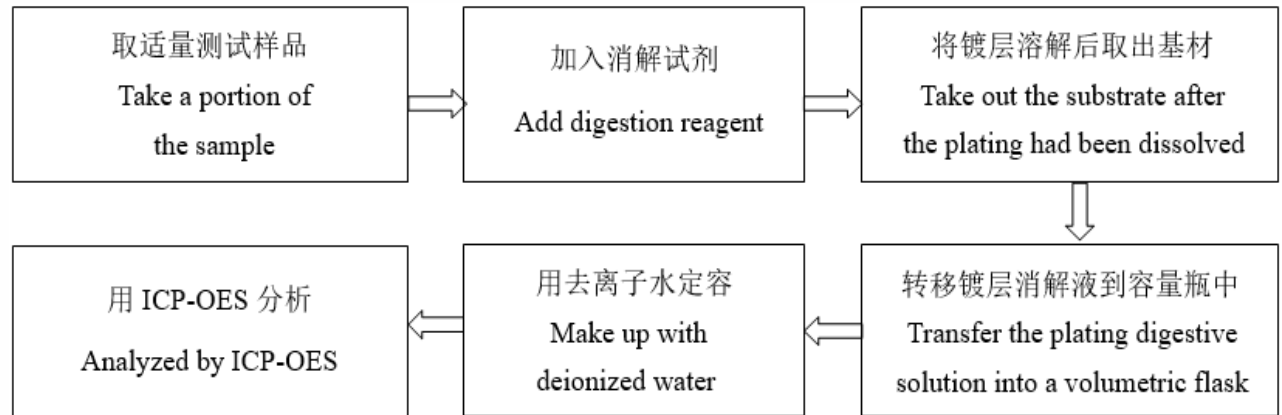 取适量测试样品
Take a portion of
the sample
加入消解试剂
Add digestion reagent
将镀层溶解后取出基材
Take out the substrate after
the plating had been dissolved
转移镀层消解液到容量瓶中
Transfer the plating digestive
solution into a volumetric flask
用去离子水定容
Make up with
deionized water
用 ICP-OES 分析
Analyzed by ICP-OES